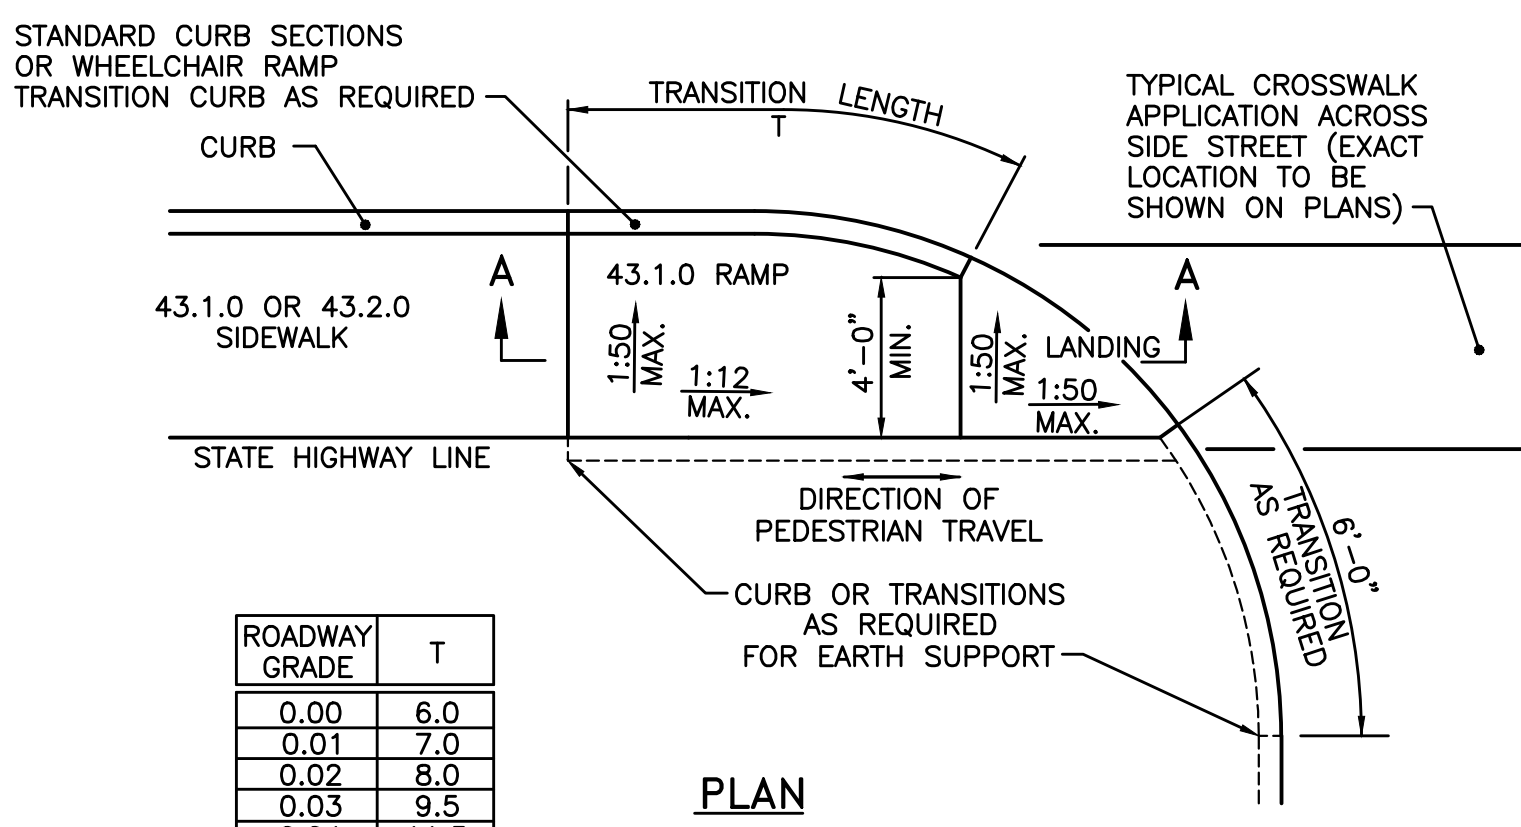 STANDARD CURB SECTIONS
OR WHEELCHAIR RAMP
TRANSITION CURB AS REQUIRED
CURB
TRANSITION LENGTH
T
TYPICAL CROSSWALK
APPLICATION ACROSS
SIDE STREET (EXACT
LOCATION TO BE
SHOWN ON PLANS)
A
43.1.0 RAMP
A
43.1.0 OR 43.2.0
SIDEWALK
1:50
MAX.
1:12
MAX.
4'-0"
MIN.
1:50
MAX.
LANDING
1:50
MAX.
STATE HIGHWAY LINE
DIRECTION OF
PEDESTRIAN TRAVEL
6'-0"
TRANSITION
AS REQUIRED
CURB OR TRANSITIONS
AS REQUIRED
FOR EARTH SUPPORT
ROADWAY GRADE T
0.00 6.0
0.01 7.0
0.02 8.0
0.03 9.5
PLAN